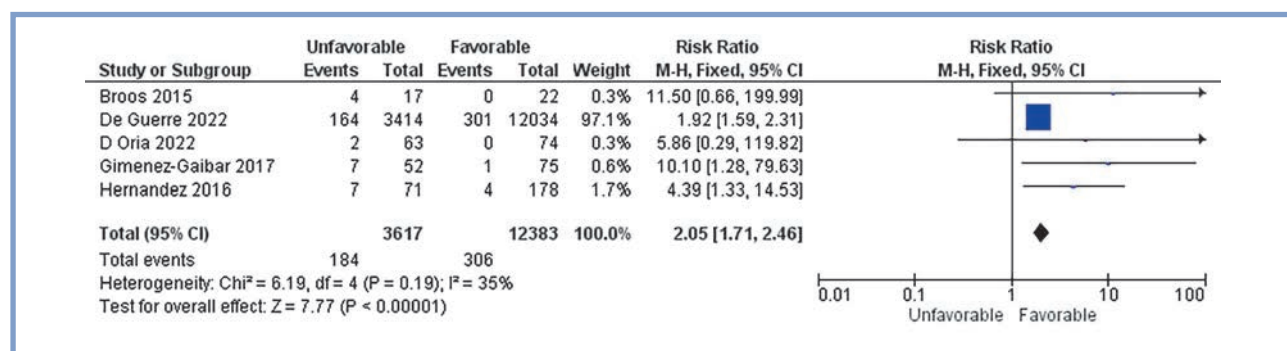 Unfavorable Favorable Risk Ratio Risk Ratio
Study or Subgroup Events Total Events Total Weight M-H, Fixed, 95% CI M-H, Fixed, 95% CI
Broos 2015 4 17 0 22 0.3% 11.50 [0.66, 199.99]
De Guerre 2022 164 3414 301 12034 97.1% 1.92 [1.59, 2.31]
D Oria 2022 2 63 0 74 0.3% 5.86 [0.29, 119.82]
Gimenez-Gaibar 2017 7 52 1 75 0.6% 10.10 [1.28, 79.63]
Hernandez 2016 7 71 4 178 1.7% 4.39 [1.33, 14.53]
Total (95% CI) 3617 12383 100.0% 2.05 [1.71, 2.46]
Total events 184 306
Heterogeneity: Chi² = 6.19, df = 4 (P = 0.19); I² = 35%
Test for overall effect: Z = 7.77 (P < 0.00001)
0.01 0.1 1 10 100
Unfavorable Favorable